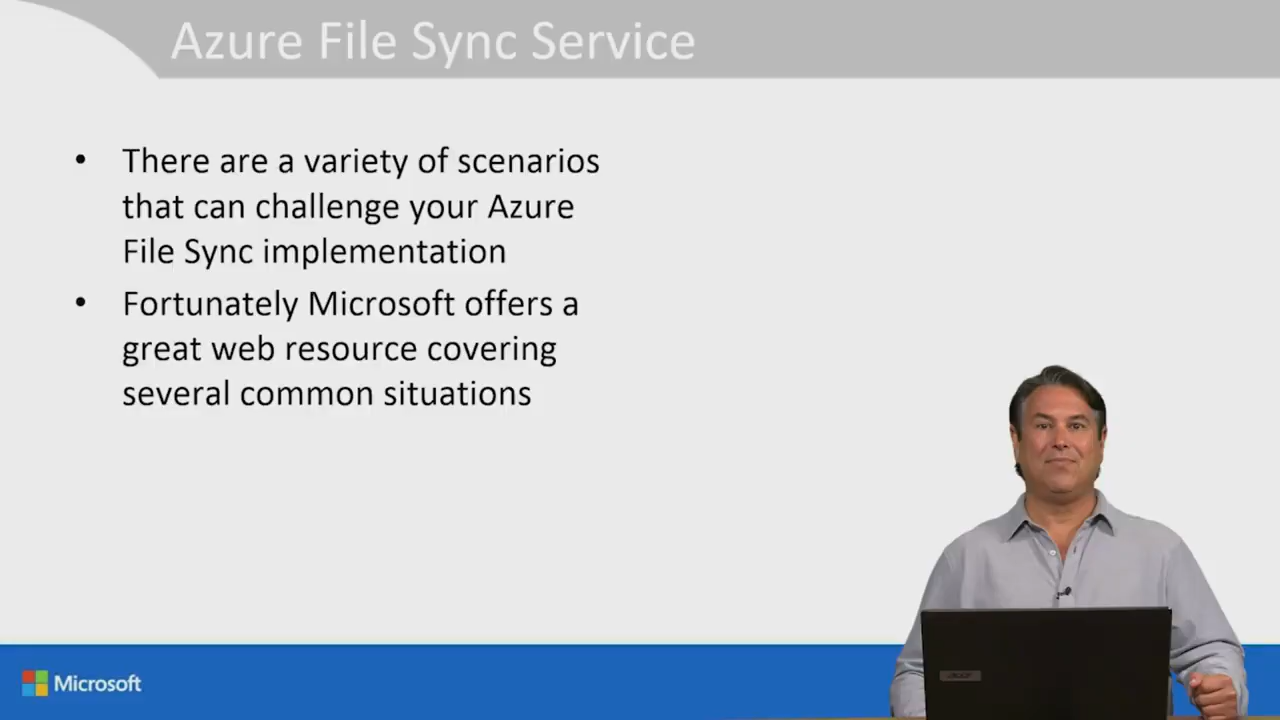 Azure File Sync Service
• There are a variety of scenarios
that can challenge your Azure
File Sync implementation
• Fortunately Microsoft offers a
great web resource covering
several common situations
Microsoft
acer